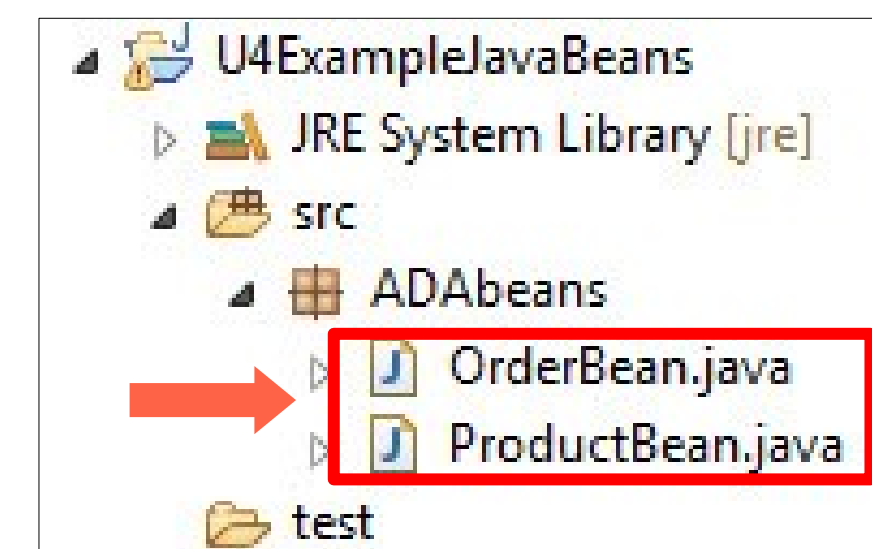 U4ExampleJavaBeans
JRE System Library [jre]
src
ADAbeans
OrderBean.java
ProductBean.java
test